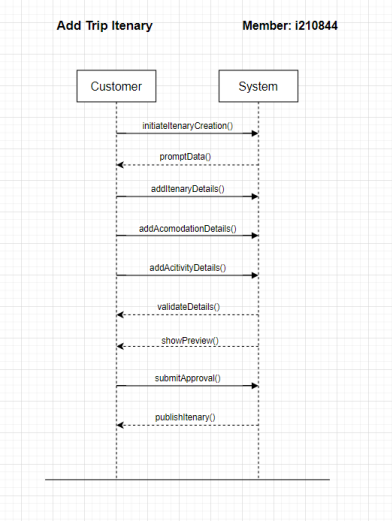 Add Trip Itenary
Member: i210844
Customer
System
initiateItenaryCreation()
promptData()
addItenaryDetails()
addAcomodationDetails()
addAcitivityDetails()
validateDetails()
showPreview()
submitApproval()
publishItenary()